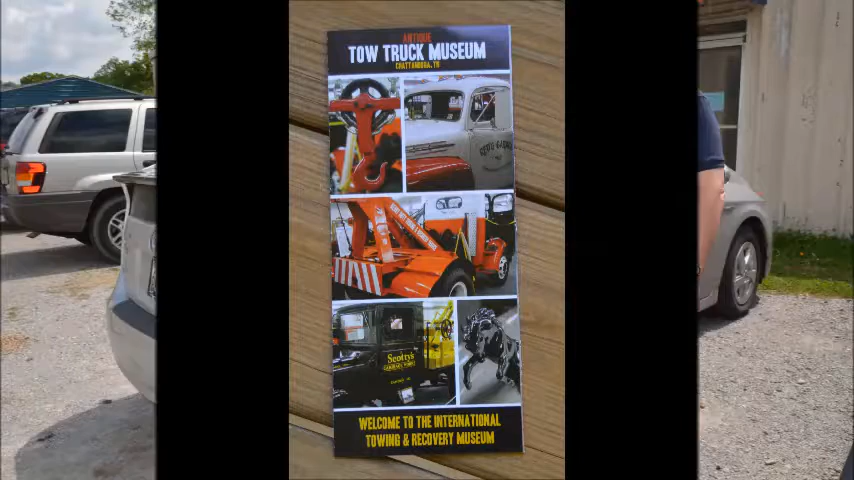 ANTIQUE
TOW TRUCK MUSEUM
CHATTANOOGA, TN
Scotty's
WELCOME TO THE INTERNATIONAL
TOWING & RECOVERY MUSEUM